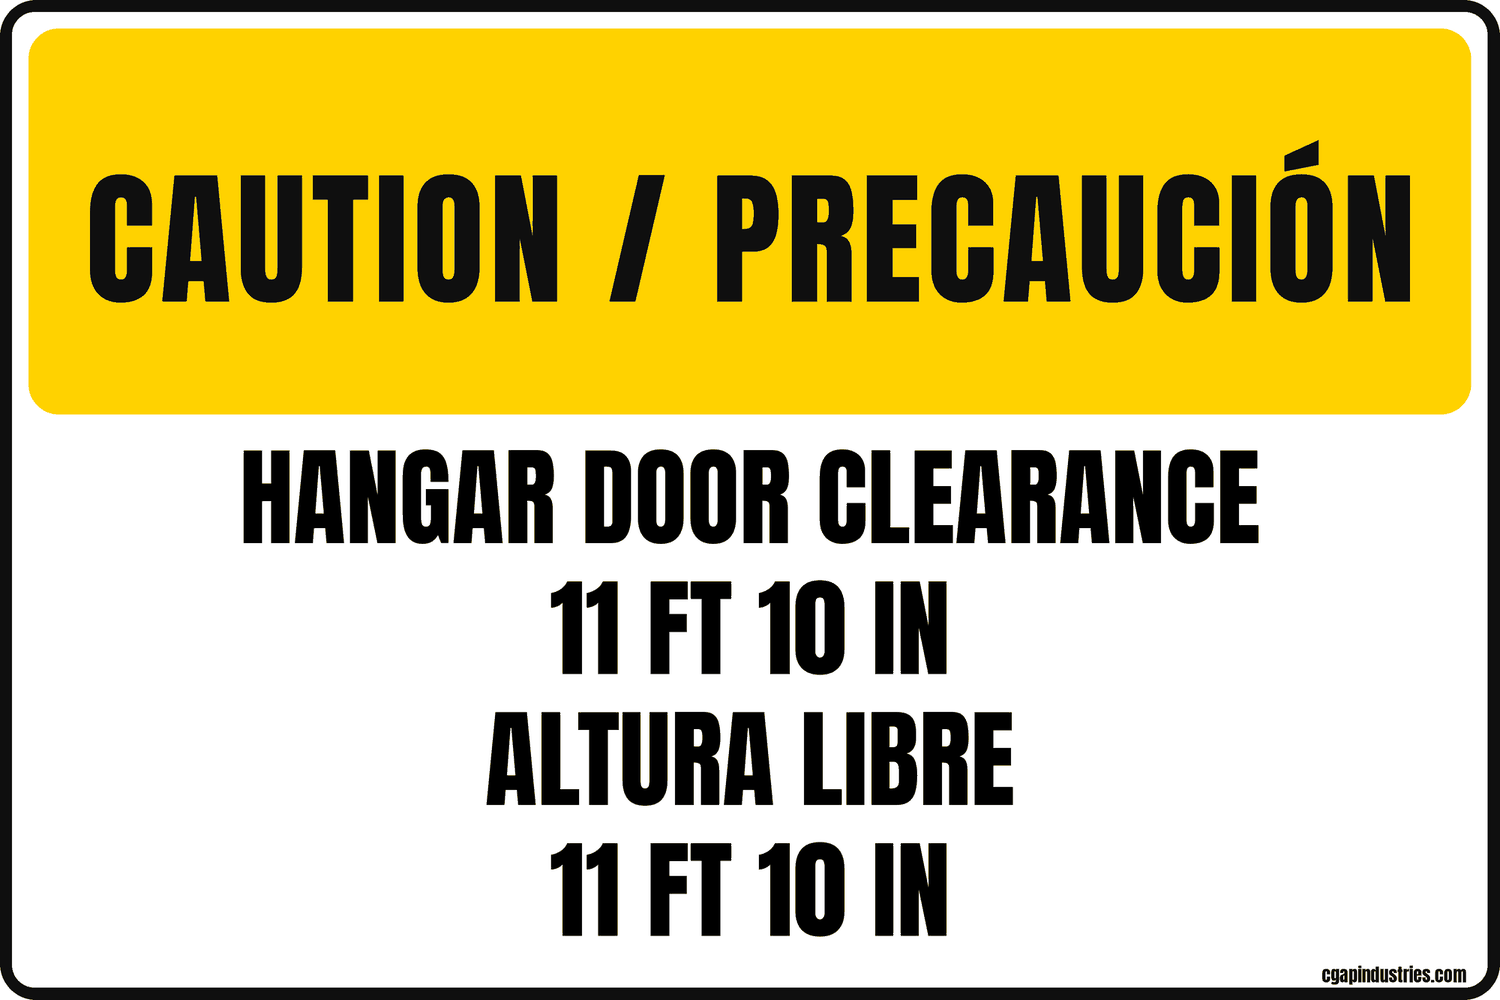 CAUTION / PRECAUCIÓN
HANGAR DOOR CLEARANCE
11 FT 10 IN
ALTURA LIBRE
11 FT 10 IN
cgapindustries.com